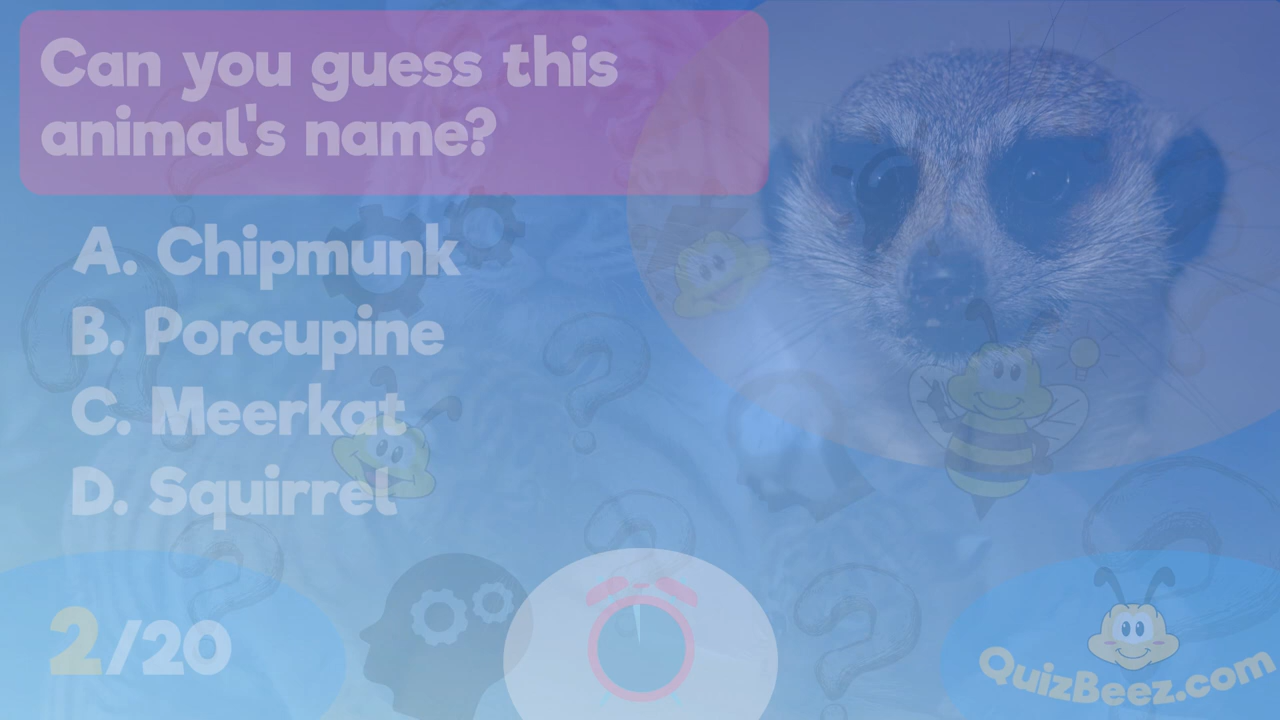 Can you guess this
animal's name?
A. Chipmunk
B. Porcupine
C. Meerkat
D. Squirrel
2/20
QuizBeez.com